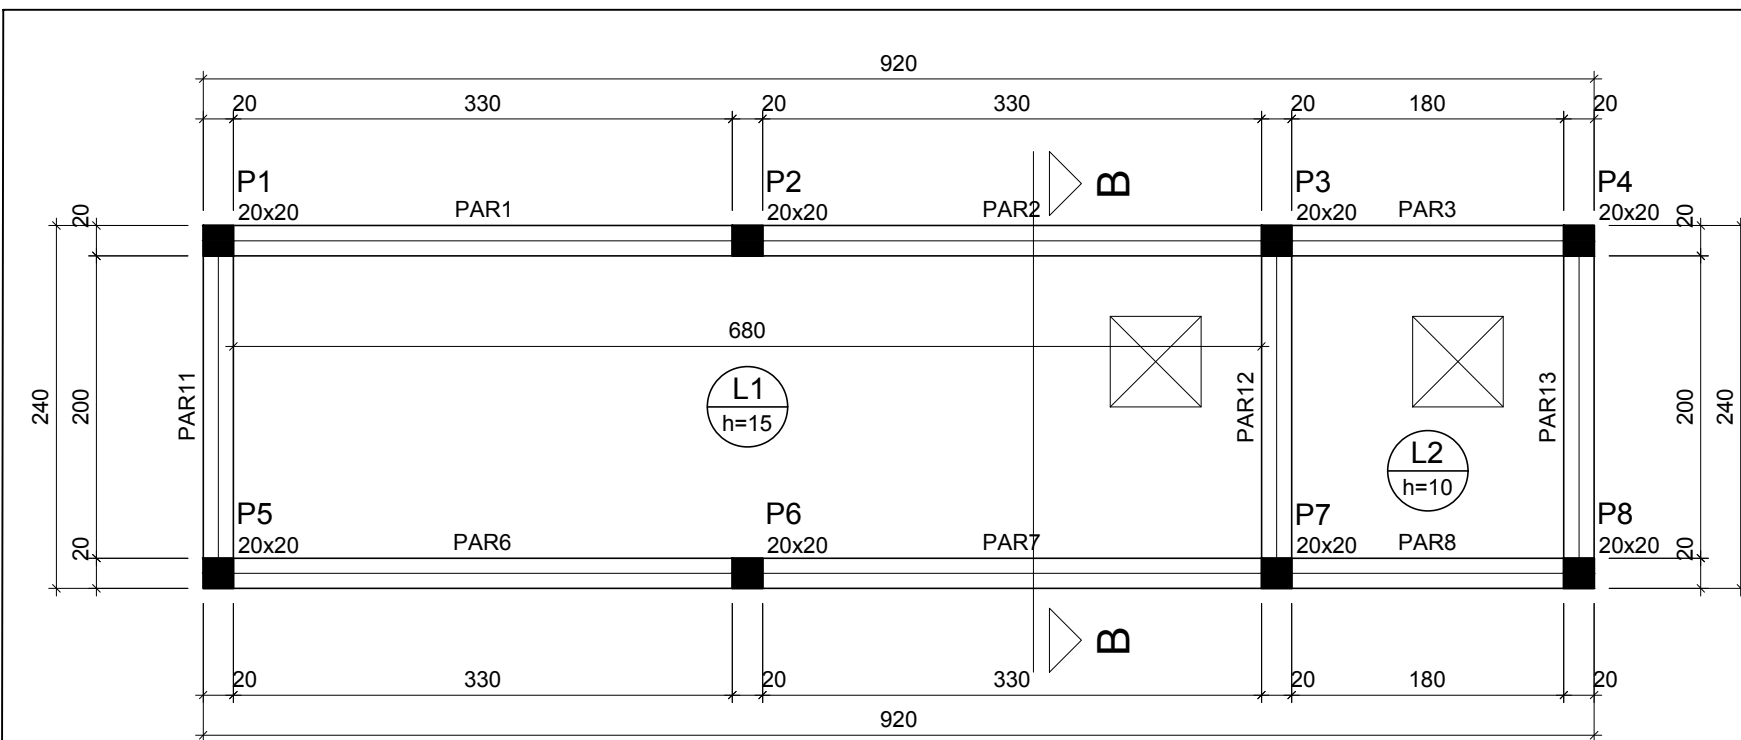 920
20 330 20 330 20 180 20
P1 P2 P3 P4
20x20 PAR1 20x20 PAR2 20x20 PAR3 20x20
B
20 20
680
240 200 PAR11 L1 PAR12 PAR13 200 240
h=15
L2
h=10
P5 P6 P7 P8
20x20 PAR6 20x20 PAR7 20x20 PAR8 20x20
20 20
B
20 330 20 330 20 180 20
920